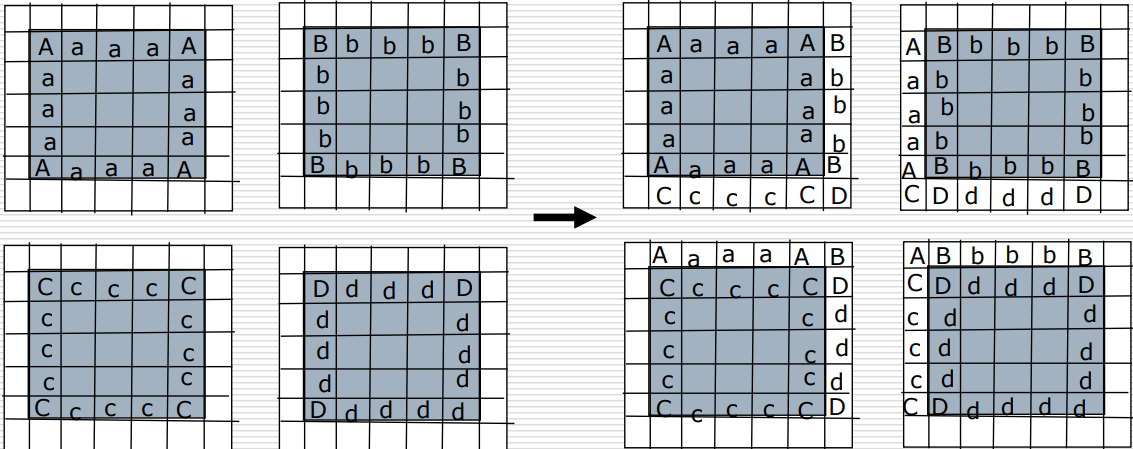 A a a a A
a a
a a
a a
A a a a A
B b b b B
b b
b b
b b
B b b b B
A a a a A B
a a b
a a b
a a b
A a a a A B
C c c c C D
A B b b b B
a b b
a b b
a b b
A B b b b B
C D d d d D
C c c c C
c c
c c
c c
C c c c C
D d d d D
d d
d d
d d
D d d d d
A a a a A B
C c c c C D
c c d
c c d
c c d
C c c c C D
A B b b b B
C D d d d D
c d d
c d d
c d d
C D d d d d